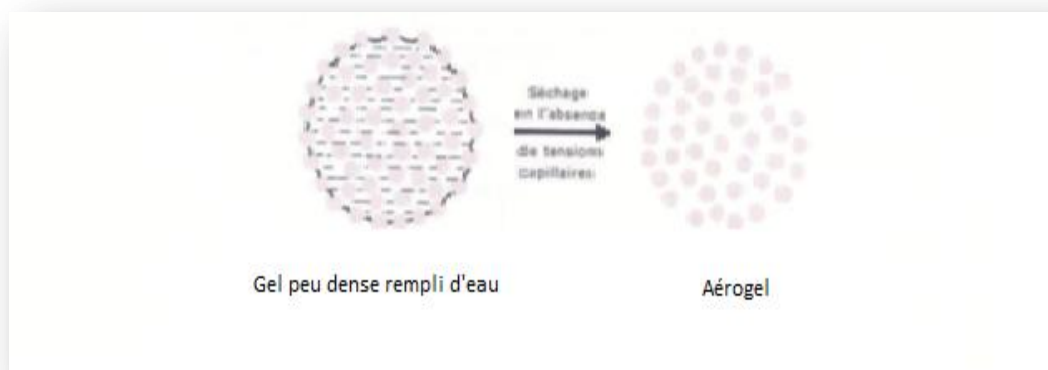 Séchage
en l'absence
de tensions
capillaires
Gel peu dense rempli d'eau
Aérogel